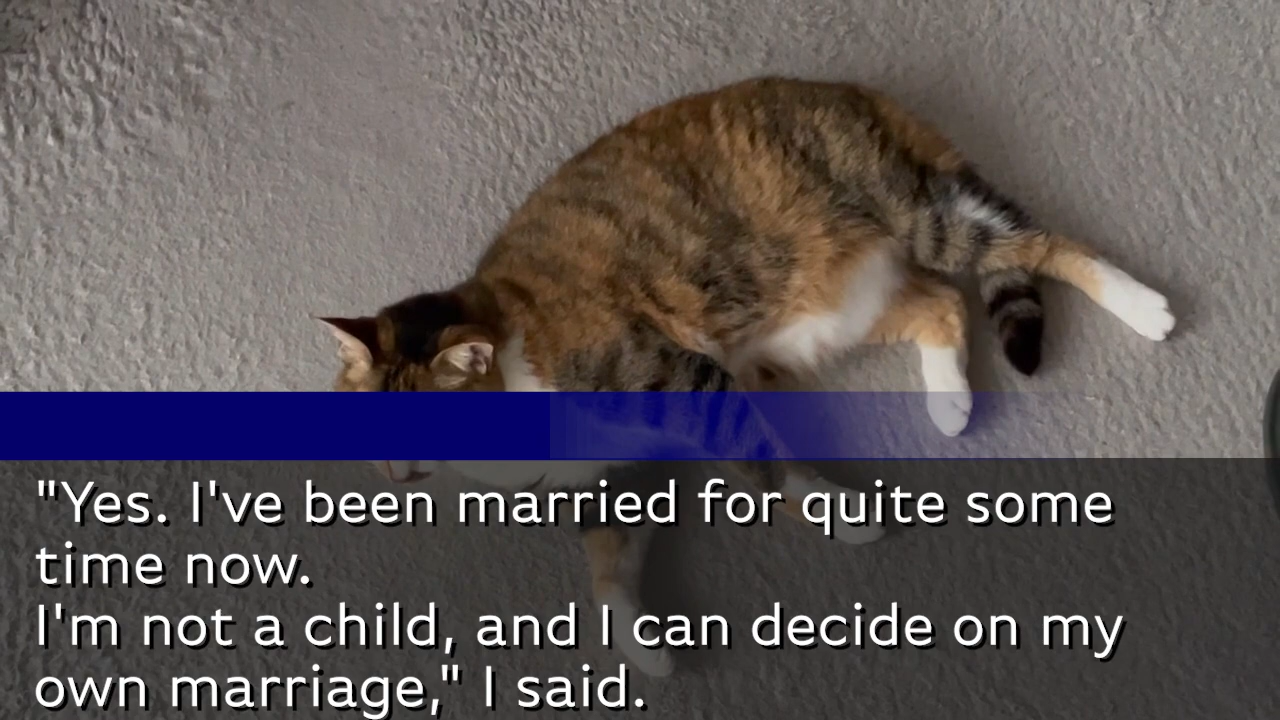 "Yes. I've been married for quite some
time now.
I'm not a child, and I can decide on my
own marriage," I said.